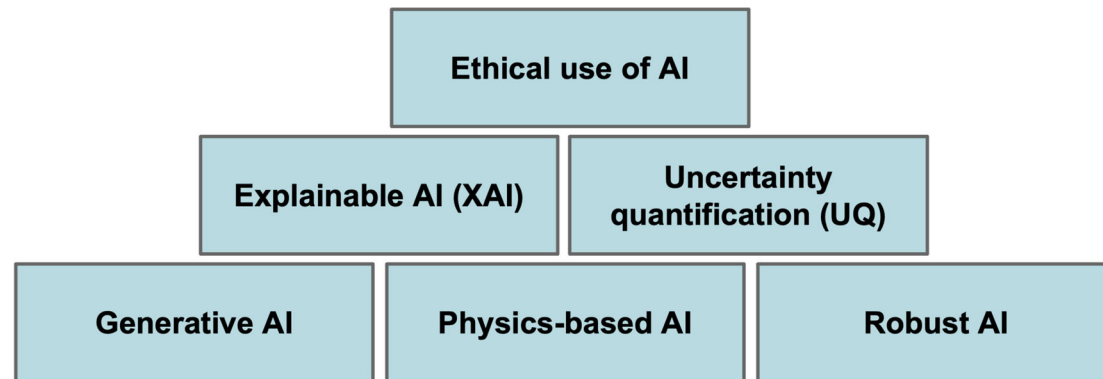 Ethical use of AI
Explainable AI (XAI)
Uncertainty
quantification (UQ)
Generative AI
Physics-based AI
Robust AI